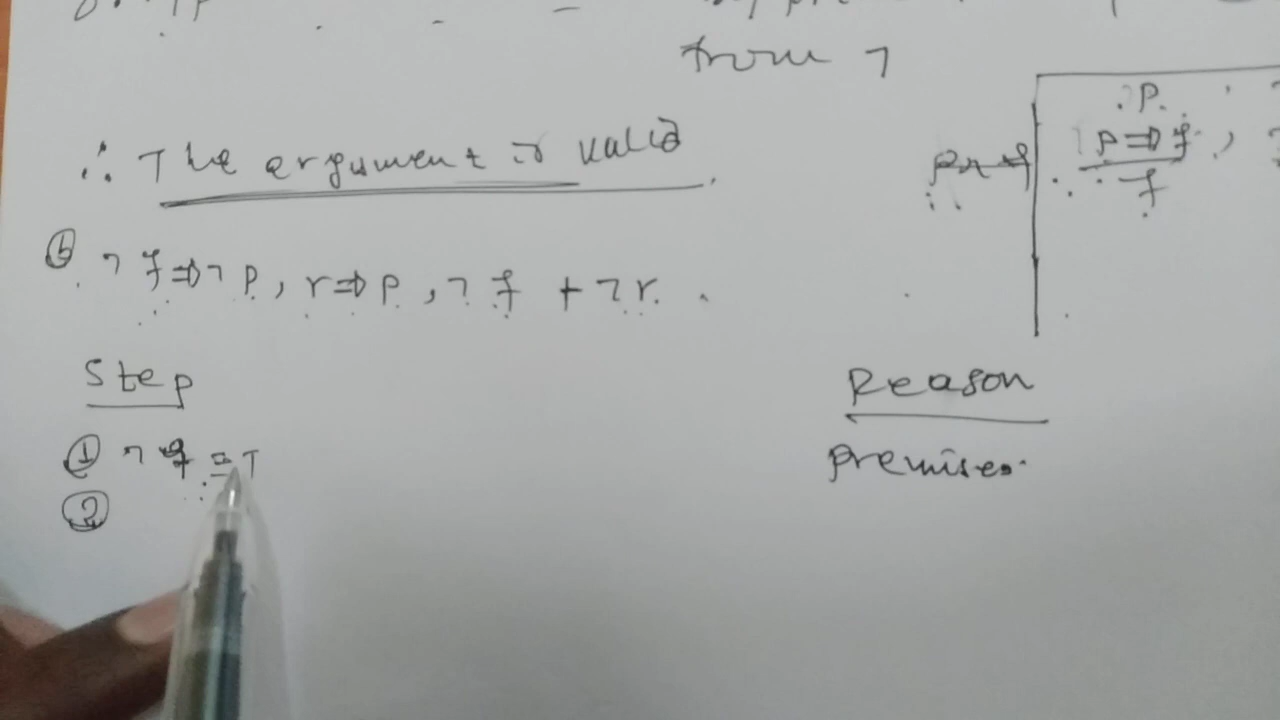 from 7
∴ The argument is valid.
P
P ⇒ q ,
q
ⓑ ¬ q ⇒ ¬ P , r ⇒ P , ¬ q ⊢ ¬ r .
Step Reason
① ¬ q = T premises.
②